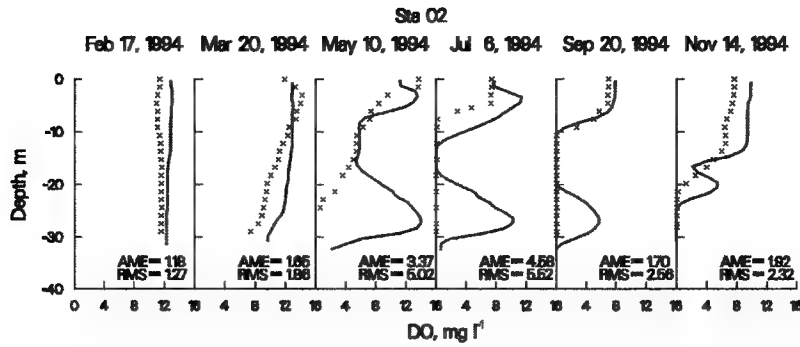 Sta 02
Feb 17, 1994 Mar 20, 1994 May 10, 1994 Jul 6, 1994 Sep 20, 1994 Nov 14, 1994
0
-10
-20
-30
-40
Depth, m
AME = 1.18
RMS = 1.27
AME = 1.65
RMS = 1.86
AME = 3.37
RMS = 5.02
AME = 4.58
RMS = 5.52
AME = 1.70
RMS = 2.56
AME = 1.92
RMS = 2.32
0 4 8 12 16 4 8 12 16 4 8 12 16 4 8 12 16 4 8 12 16 4 8 12 16
DO, mg l⁻¹